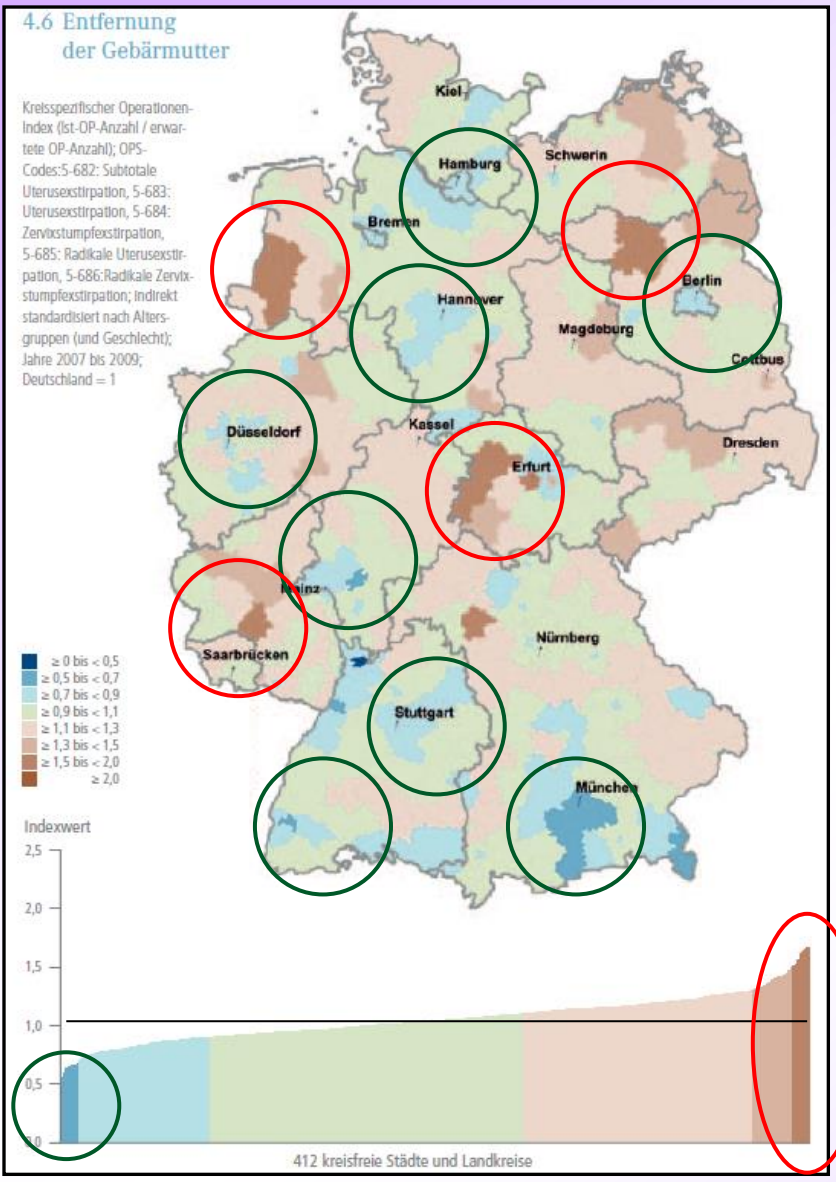 4.6 Entfernung
der Gebärmutter
Kreisspezifischer Operationen-
Index (Ist-OP-Anzahl / erwar-
tete OP-Anzahl); OPS-
Codes:5-682: Subtotale
Uterusexstirpation, 5-683:
Uterusexstirpation, 5-684:
Zervixstumpfexstirpation,
5-685: Radikale Uterusexstir-
pation, 5-686:Radikale Zervix-
stumpfexstirpation; indirekt
standardisiert nach Alters-
gruppen (und Geschlecht);
Jahre 2007 bis 2009;
Deutschland = 1
Kiel
Hamburg
Schwerin
Bremen
Berlin
Hannover
Magdeburg
Cottbus
Kassel
Düsseldorf
Dresden
Erfurt
Mainz
Nürnberg
Saarbrücken
Stuttgart
München
≥ 0 bis < 0,5
≥ 0,5 bis < 0,7
≥ 0,7 bis < 0,9
≥ 0,9 bis < 1,1
≥ 1,1 bis < 1,3
≥ 1,3 bis < 1,5
≥ 1,5 bis < 2,0
≥ 2,0
Indexwert
2,5
2,0
1,5
1,0
0,5
0,0
412 kreisfreie Städte und Landkreise